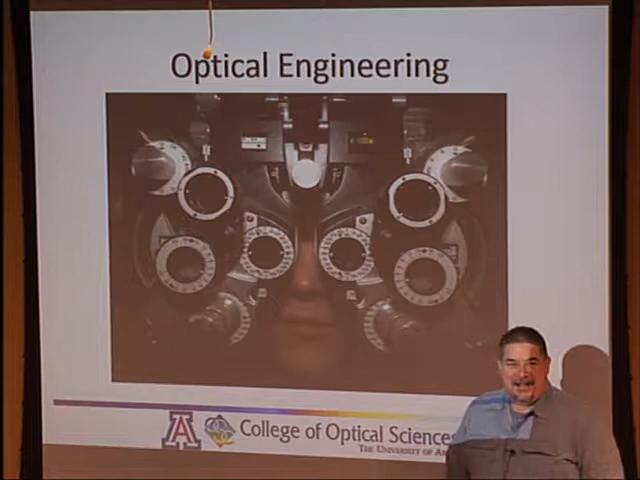 Optical Engineering
A
College of Optical Sciences
THE UNIVERSITY OF